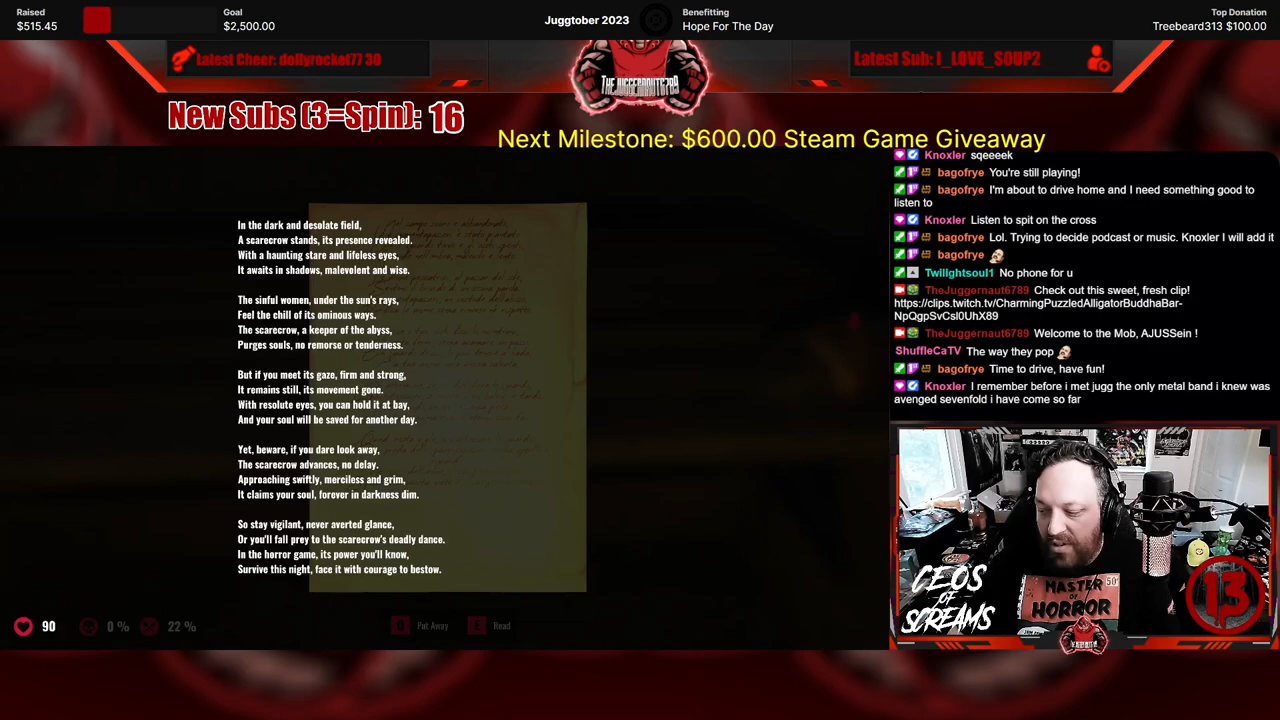 Raised
$515.45
Goal
$2,500.00
Juggtober 2023
Benefitting
Hope For The Day
Top Donation
Treebeard313 $100.00
Latest Cheer: dollyrocket77 30
THEJUGGERNAUT6789
Latest Sub: I_LOVE_SOUP2
New Subs (3=Spin): 16
Next Milestone: $600.00 Steam Game Giveaway
In the dark and desolate field,
A scarecrow stands, its presence revealed.
With a haunting stare and lifeless eyes,
It awaits in shadows, malevolent and wise.
The sinful women, under the sun's rays,
Feel the chill of its ominous ways.
The scarecrow, a keeper of the abyss,
Purges souls, no remorse or tenderness.
But if you meet its gaze, firm and strong,
It remains still, its movement gone.
With resolute eyes, you can hold it at bay,
And your soul will be saved for another day.
Yet, beware, if you dare look away,
The scarecrow advances, no delay.
Approaching swiftly, merciless and grim,
It claims your soul, forever in darkness dim.
So stay vigilant, never averted glance,
Or you'll fall prey to the scarecrow's deadly dance.
In the horror game, its power you'll know,
Survive this night, face it with courage to bestow.
90
0 %
22 %
Q Put Away
E Read
Knoxler sqeeeek
bagofrye You're still playing!
bagofrye I'm about to drive home and I need something good to
listen to
Knoxler Listen to spit on the cross
bagofrye Lol. Trying to decide podcast or music. Knoxler I will add it
bagofrye
Twilightsoul1 No phone for u
TheJuggernaut6789 Check out this sweet, fresh clip!
https://clips.twitch.tv/CharmingPuzzledAlligatorBuddhaBar-
NpQgpSvCsl0UhX89
TheJuggernaut6789 Welcome to the Mob, AJUSSein !
ShuffleCaTV The way they pop
bagofrye Time to drive, have fun!
Knoxler I remember before i met jugg the only metal band i knew was
avenged sevenfold i have come so far
CEOS
OF
SCREAMS
MASTER
OF
HORROR
50¢
13